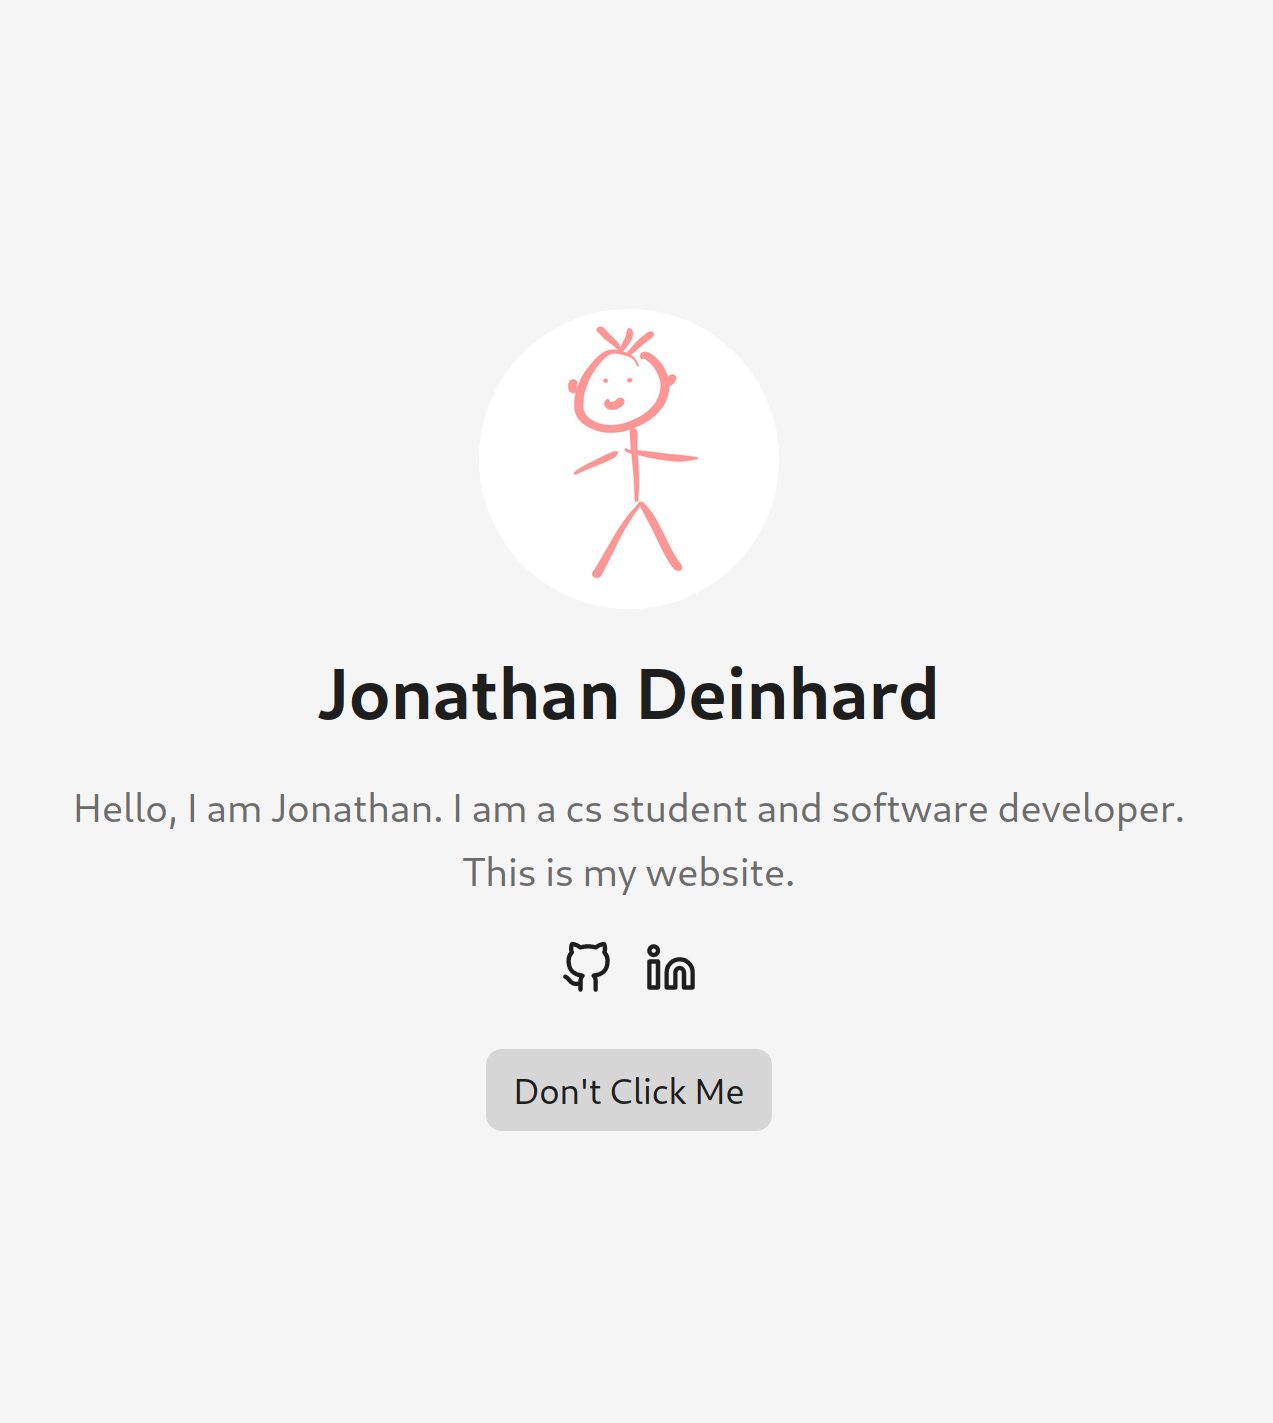 Jonathan Deinhard
Hello, I am Jonathan. I am a cs student and software developer.
This is my website.
Don't Click Me